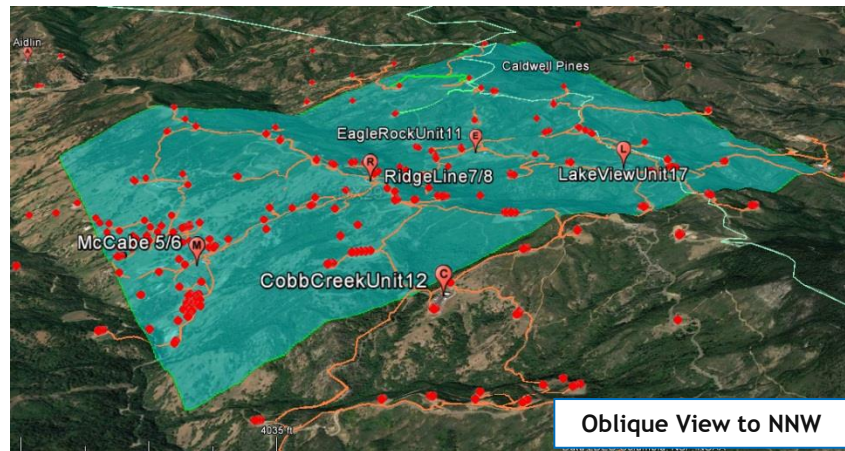 Aidlin
A
Caldwell Pines
EagleRockUnit11
E
R
RidgeLine7/8
L
LakeViewUnit17
McCabe 5/6
M
CobbCreekUnit12
C
4035 ft
Oblique View to NNW